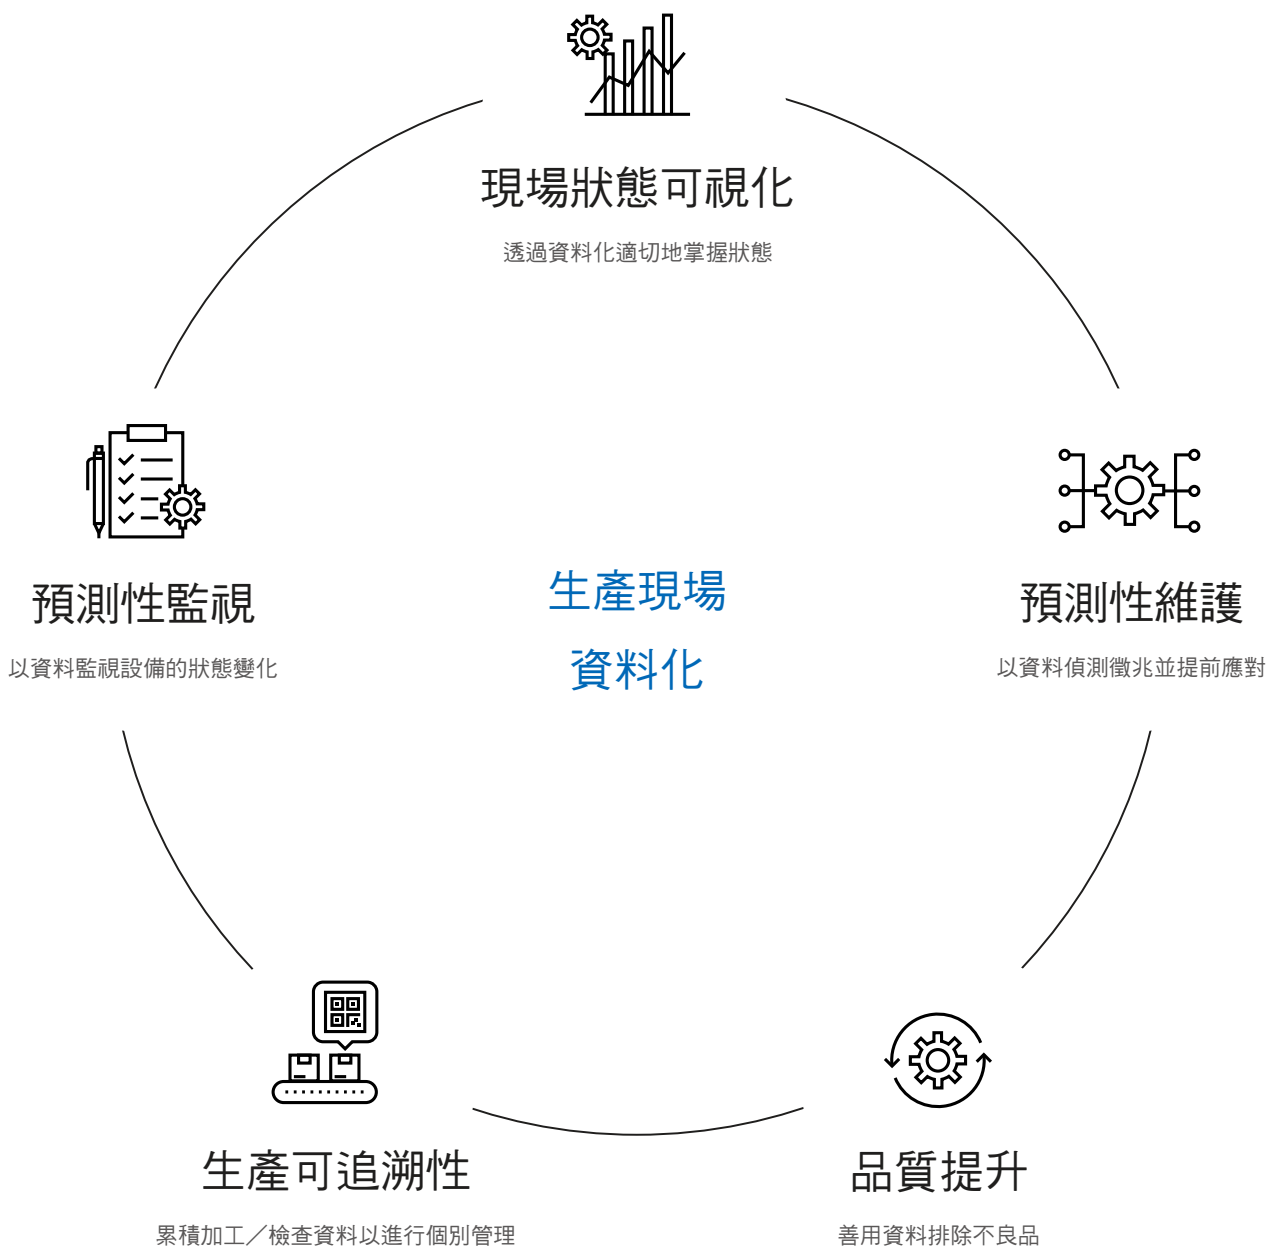 現場狀態可視化
透過資料化適切地掌握狀態
預測性監視
以資料監視設備的狀態變化
生產現場
資料化
預測性維護
以資料偵測徵兆並提前應對
生產可追溯性
累積加工／檢查資料以進行個別管理
品質提升
善用資料排除不良品